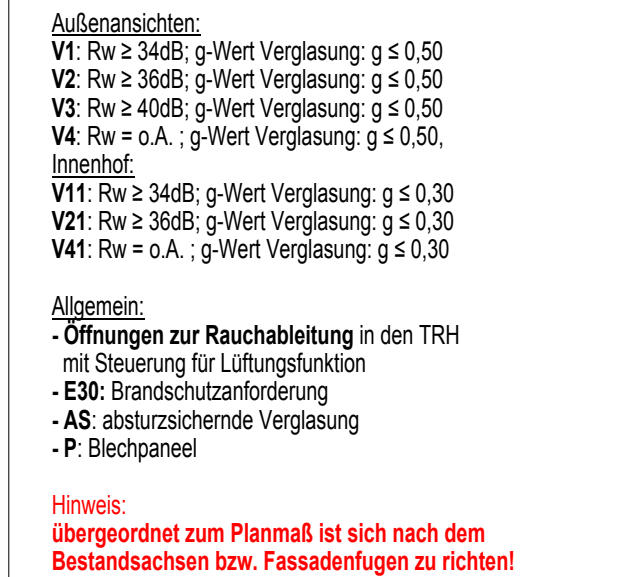 Außenansichten:
V1: Rw ≥ 34dB; g-Wert Verglasung: g ≤ 0,50
V2: Rw ≥ 36dB; g-Wert Verglasung: g ≤ 0,50
V3: Rw ≥ 40dB; g-Wert Verglasung: g ≤ 0,50
V4: Rw = o.A. ; g-Wert Verglasung: g ≤ 0,50,
Innenhof:
V11: Rw ≥ 34dB; g-Wert Verglasung: g ≤ 0,30
V21: Rw ≥ 36dB; g-Wert Verglasung: g ≤ 0,30
V41: Rw = o.A. ; g-Wert Verglasung: g ≤ 0,30
Allgemein:
- Öffnungen zur Rauchableitung in den TRH
mit Steuerung für Lüftungsfunktion
- E30: Brandschutzanforderung
- AS: absturzsichernde Verglasung
- P: Blechpaneel
Hinweis:
übergeordnet zum Planmaß ist sich nach dem
Bestandsachsen bzw. Fassadenfugen zu richten!